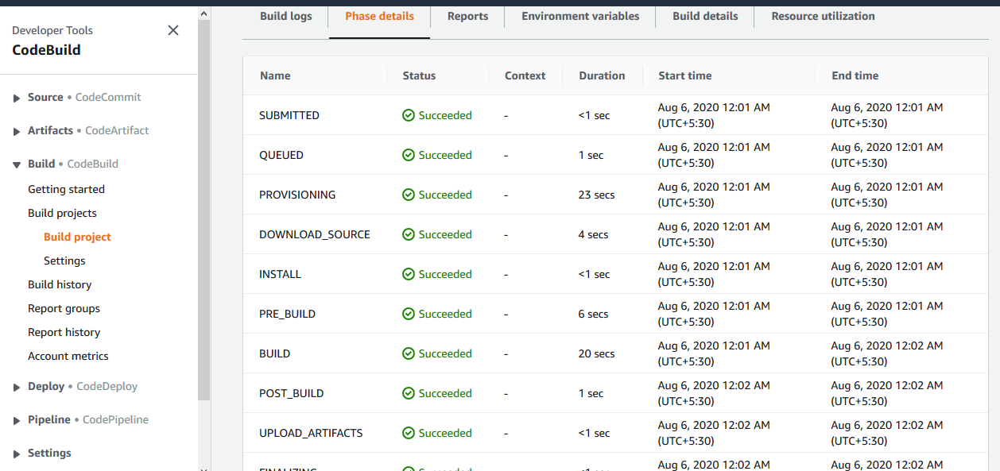 Developer Tools
CodeBuild
Source • CodeCommit
Artifacts • CodeArtifact
Build • CodeBuild
Getting started
Build projects
Build project
Settings
Build history
Report groups
Report history
Account metrics
Deploy • CodeDeploy
Pipeline • CodePipeline
Settings
Build logs Phase details Reports Environment variables Build details Resource utilization
Name Status Context Duration Start time End time
SUBMITTED Succeeded - <1 sec Aug 6, 2020 12:01 AM Aug 6, 2020 12:01 AM
(UTC+5:30) (UTC+5:30)
QUEUED Succeeded - 1 sec Aug 6, 2020 12:01 AM Aug 6, 2020 12:01 AM
(UTC+5:30) (UTC+5:30)
PROVISIONING Succeeded - 23 secs Aug 6, 2020 12:01 AM Aug 6, 2020 12:01 AM
(UTC+5:30) (UTC+5:30)
DOWNLOAD_SOURCE Succeeded - 4 secs Aug 6, 2020 12:01 AM Aug 6, 2020 12:01 AM
(UTC+5:30) (UTC+5:30)
INSTALL Succeeded - <1 sec Aug 6, 2020 12:01 AM Aug 6, 2020 12:01 AM
(UTC+5:30) (UTC+5:30)
PRE_BUILD Succeeded - 6 secs Aug 6, 2020 12:01 AM Aug 6, 2020 12:01 AM
(UTC+5:30) (UTC+5:30)
BUILD Succeeded - 20 secs Aug 6, 2020 12:01 AM Aug 6, 2020 12:02 AM
(UTC+5:30) (UTC+5:30)
POST_BUILD Succeeded - 1 sec Aug 6, 2020 12:02 AM Aug 6, 2020 12:02 AM
(UTC+5:30) (UTC+5:30)
UPLOAD_ARTIFACTS Succeeded - <1 sec Aug 6, 2020 12:02 AM Aug 6, 2020 12:02 AM
(UTC+5:30) (UTC+5:30)
FINALIZING Succeeded <1 sec Aug 6, 2020 12:02 AM Aug 6, 2020 12:02 AM